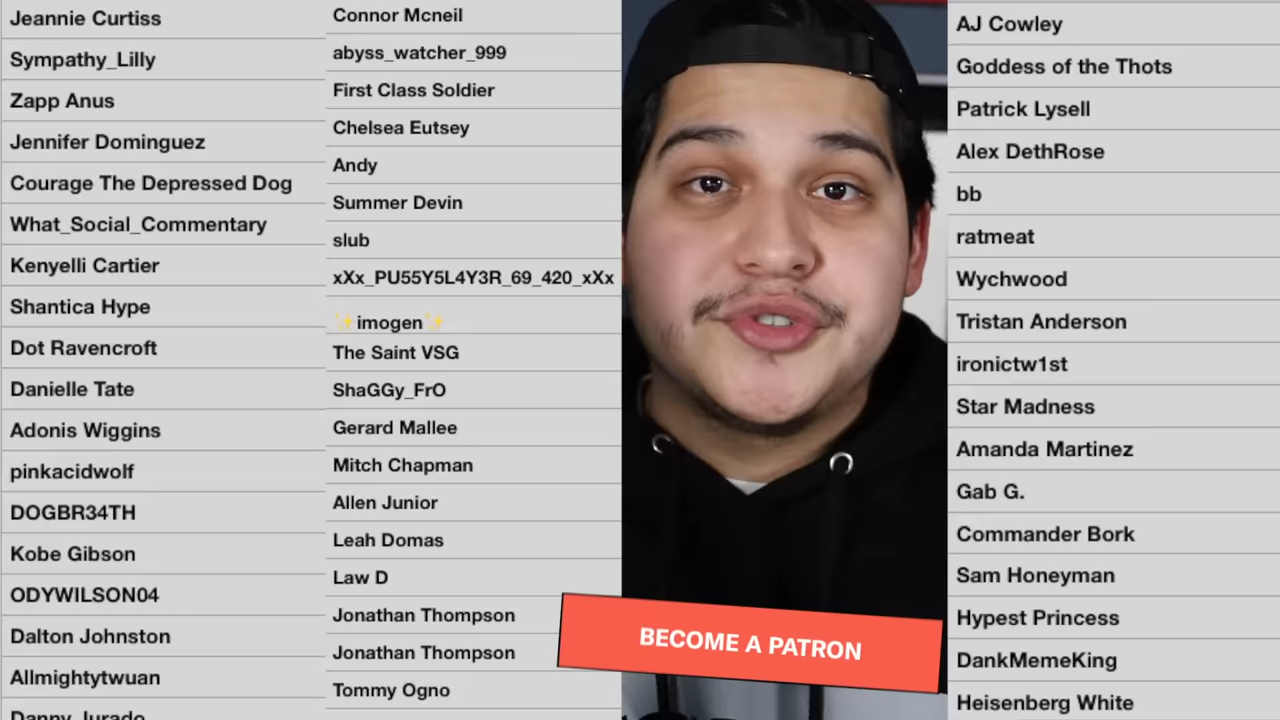 Jeannie Curtiss
Sympathy_Lilly
Zapp Anus
Jennifer Dominguez
Courage The Depressed Dog
What_Social_Commentary
Kenyelli Cartier
Shantica Hype
Dot Ravencroft
Danielle Tate
Adonis Wiggins
pinkacidwolf
DOGBR34TH
Kobe Gibson
ODYWILSON04
Dalton Johnston
Allmightytwuan
Danny Jurado
Connor Mcneil
abyss_watcher_999
First Class Soldier
Chelsea Eutsey
Andy
Summer Devin
slub
xXx_PU55Y5L4Y3R_69_420_xXx
✨imogen✨
The Saint VSG
ShaGGy_FrO
Gerard Mallee
Mitch Chapman
Allen Junior
Leah Domas
Law D
Jonathan Thompson
Jonathan Thompson
Tommy Ogno
BECOME A PATRON
AJ Cowley
Goddess of the Thots
Patrick Lysell
Alex DethRose
bb
ratmeat
Wychwood
Tristan Anderson
ironictw1st
Star Madness
Amanda Martinez
Gab G.
Commander Bork
Sam Honeyman
Hypest Princess
DankMemeKing
Heisenberg White